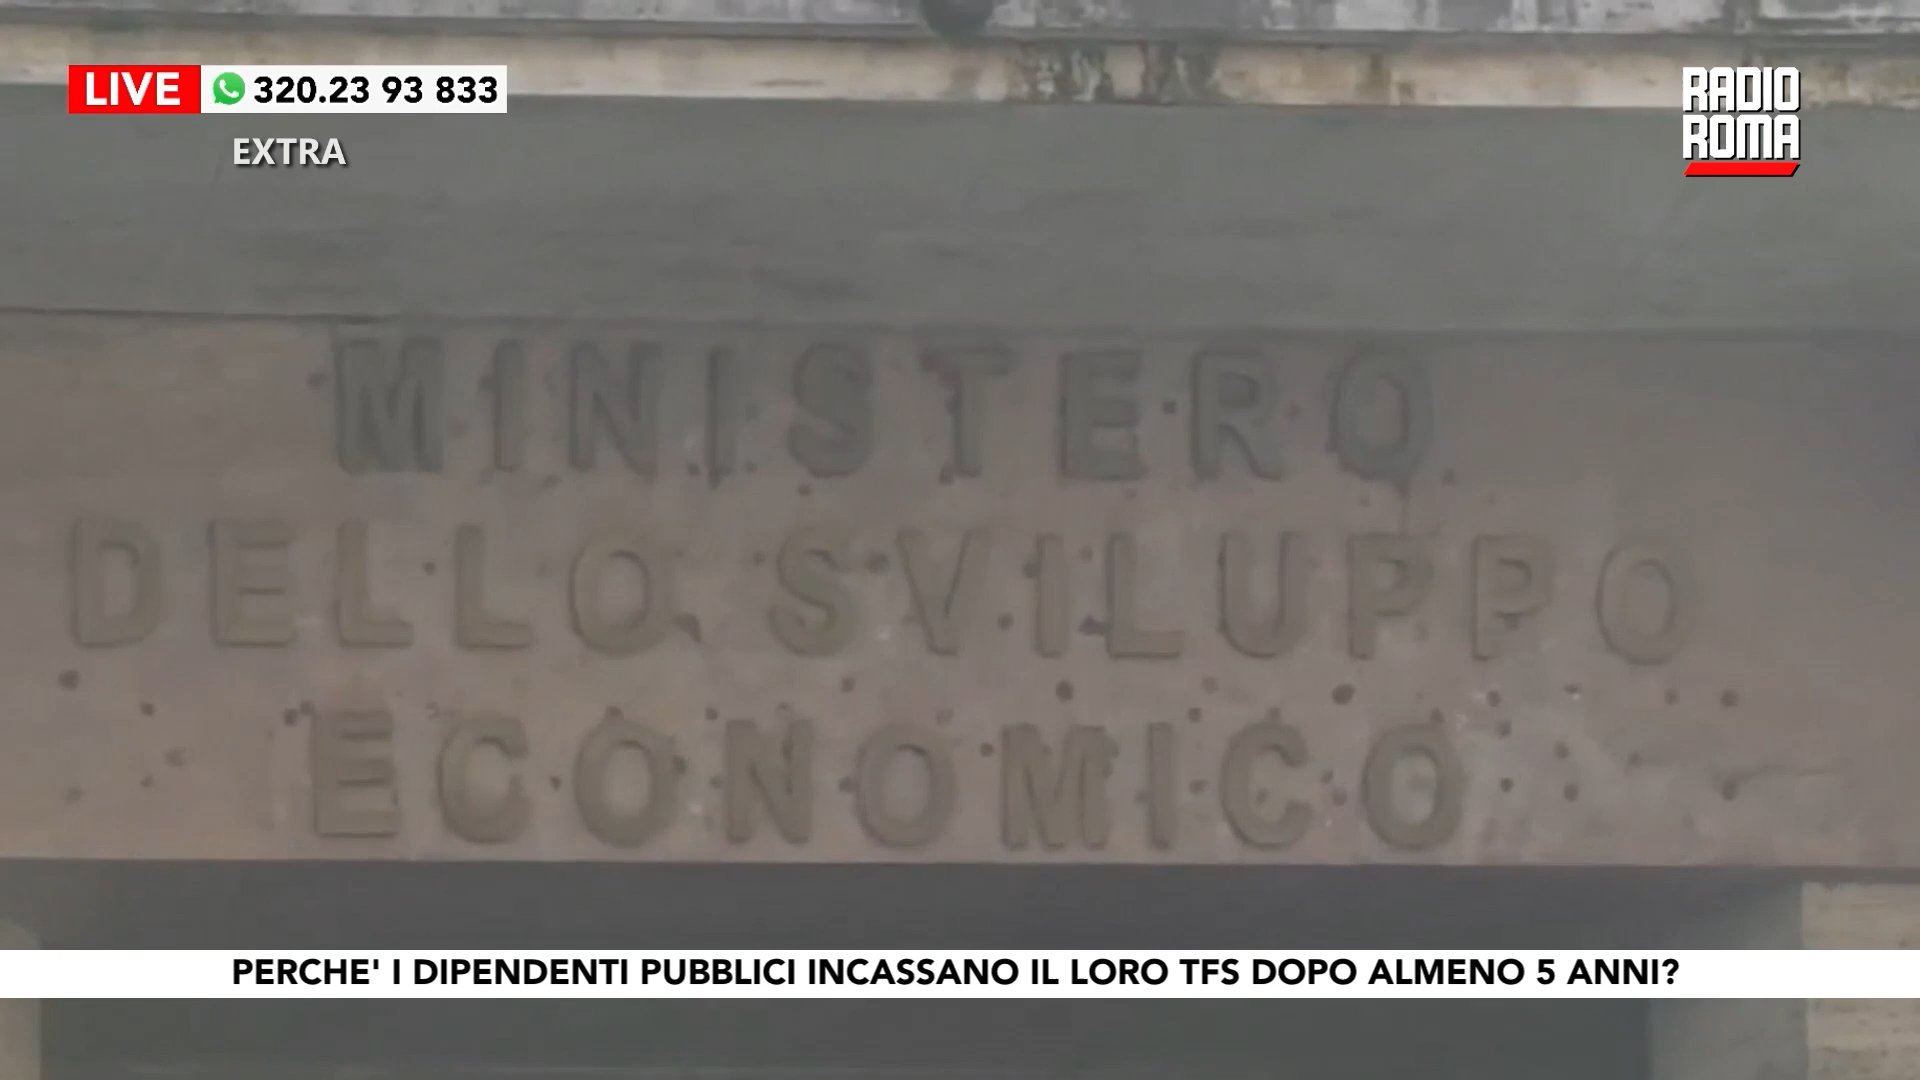 LIVE 320.23 93 833
EXTRA
RADIO
ROMA
MINISTERO
DELLO SVILUPPO
ECONOMICO
PERCHE' I DIPENDENTI PUBBLICI INCASSANO IL LORO TFS DOPO ALMENO 5 ANNI?